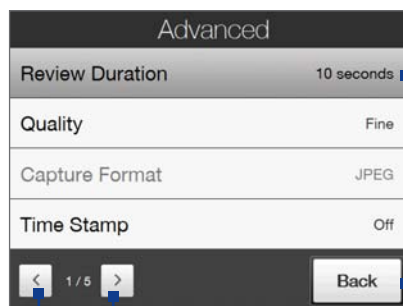 Advanced
Review Duration 10 seconds
Quality Fine
Capture Format JPEG
Time Stamp Off
< 1/5 > Back